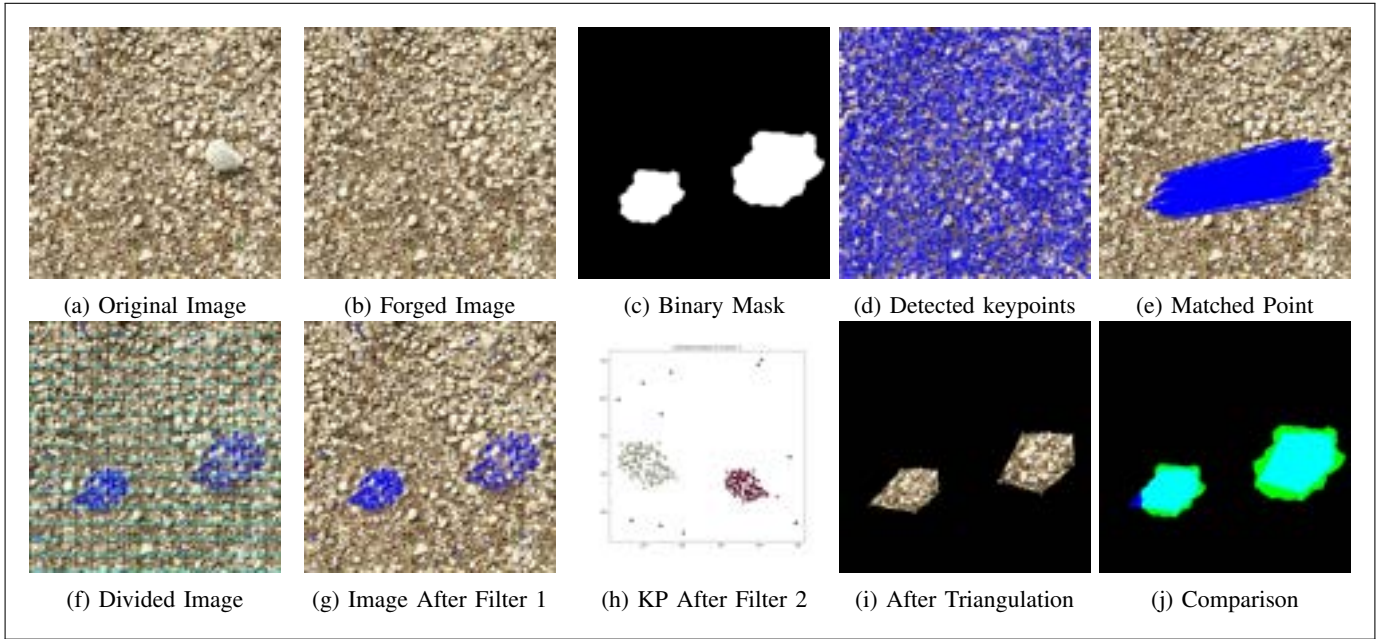 (a) Original Image
(b) Forged Image
(c) Binary Mask
(d) Detected keypoints
(e) Matched Point
(f) Divided Image
(g) Image After Filter 1
(h) KP After Filter 2
(i) After Triangulation
(j) Comparison